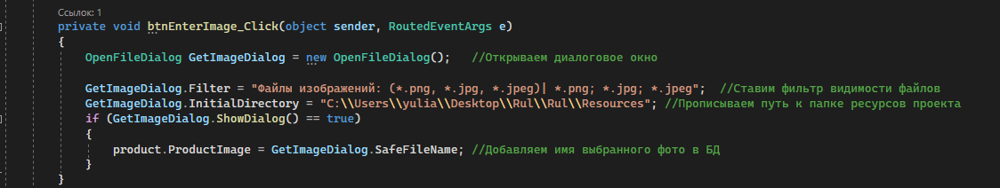 Ссылок: 1
private void btnEnterImage_Click(object sender, RoutedEventArgs e)
{
OpenFileDialog GetImageDialog = new OpenFileDialog(); //Открываем диалоговое окно
GetImageDialog.Filter = "Файлы изображений: (*.png, *.jpg, *.jpeg)| *.png; *.jpg; *.jpeg"; //Ставим фильтр видимости файлов
GetImageDialog.InitialDirectory = "C:\\Users\\yulia\\Desktop\\Rul\\Rul\\Resources"; //Прописываем путь к папке ресурсов проекта
if (GetImageDialog.ShowDialog() == true)
{
product.ProductImage = GetImageDialog.SafeFileName; //Добавляем имя выбранного фото в БД
}
}